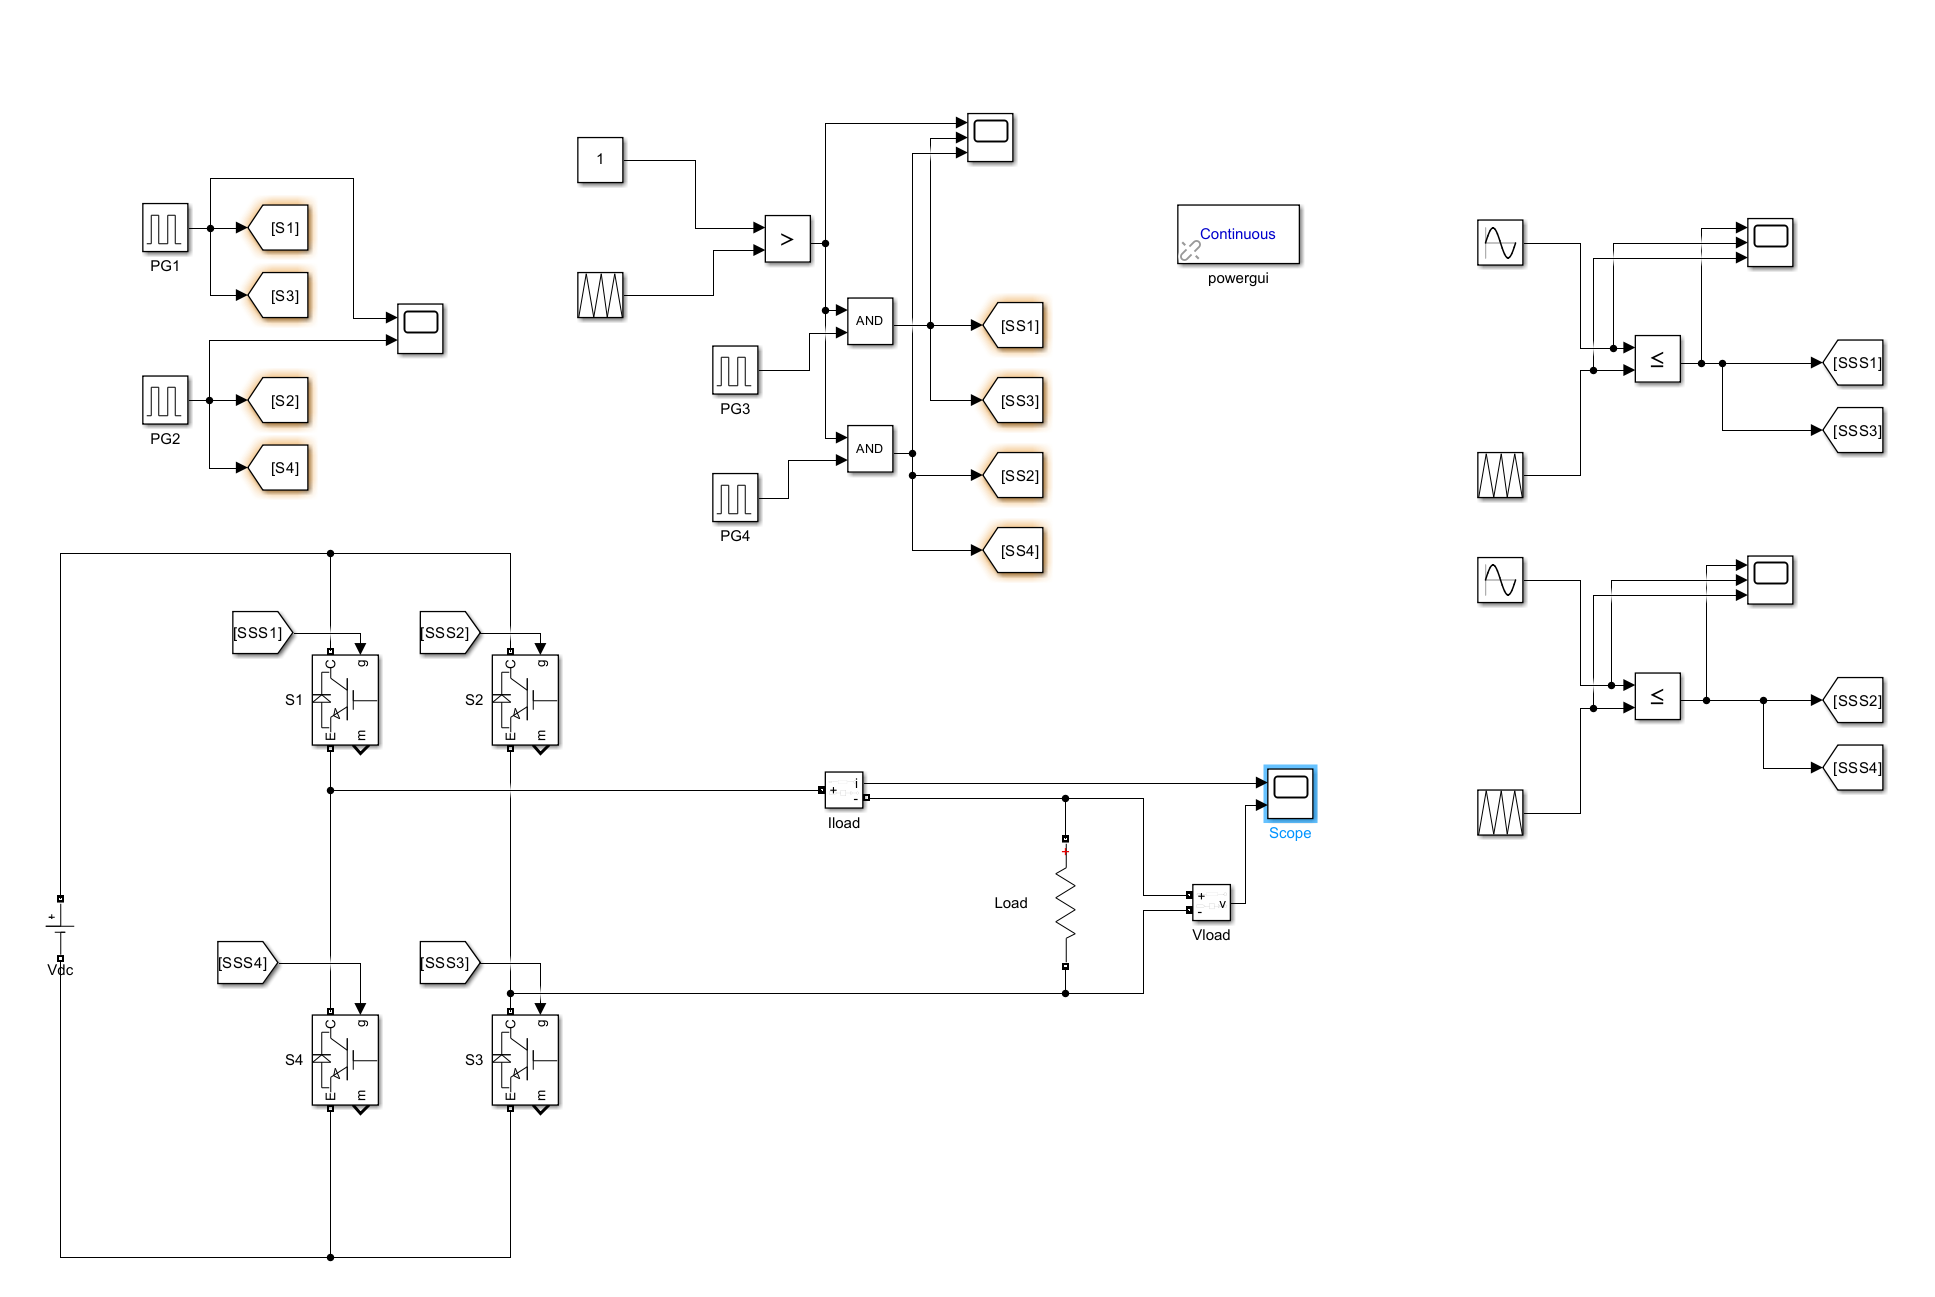 PG1
[S1]
[S3]
PG2
[S2]
[S4]
1
>
AND
PG3
AND
PG4
[SS1]
[SS3]
[SS2]
[SS4]
Continuous
powergui
≤
[SSS1]
[SSS3]
≤
[SSS2]
[SSS4]
[SSS1]
[SSS2]
C g
S1
E m
C g
S2
E m
+ i
-
Iload
Scope
+
Load
+ v
-
Vload
+
Vdc
[SSS4]
[SSS3]
C g
S4
E m
C g
S3
E m